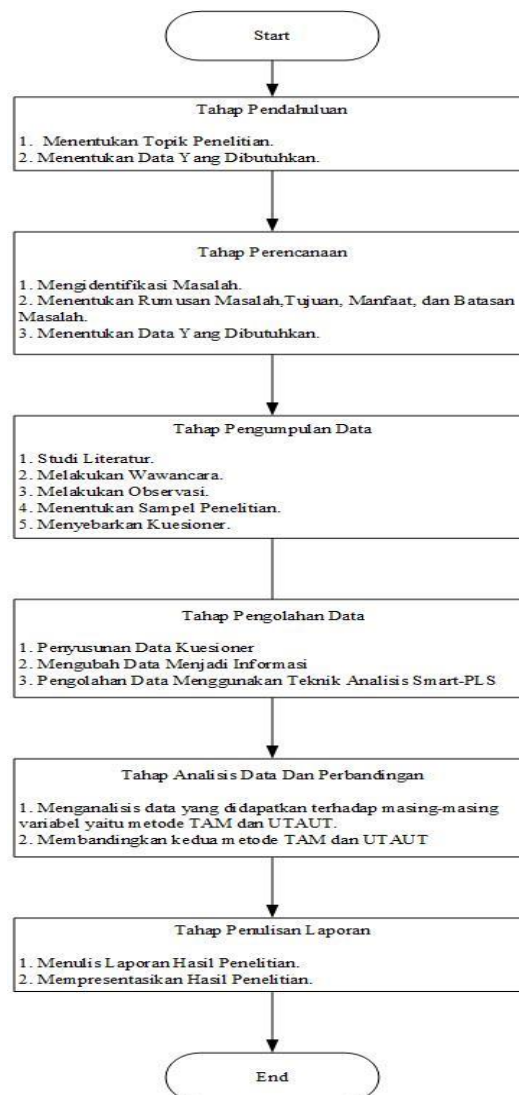 Start
Tahap Pendahuluan
1. Menentukan Topik Penelitian.
2. Menentukan Data Yang Dibutuhkan.
Tahap Perencanaan
1. Mengidentifikasi Masalah.
2. Menentukan Rumusan Masalah,Tujuan, Manfaat, dan Batasan
Masalah.
3. Menentukan Data Yang Dibutuhkan.
Tahap Pengumpulan Data
1. Studi Literatur.
2. Melakukan Wawancara.
3. Melakukan Observasi.
4. Menentukan Sampel Penelitian.
5. Menyebarkan Kuesioner.
Tahap Pengolahan Data
1. Penyusunan Data Kuesioner
2. Mengubah Data Menjadi Informasi
3. Pengolahan Data Menggunakan Teknik Analisis Smart-PLS
Tahap Analisis Data Dan Perbandingan
1. Menganalisis data yang didapatkan terhadap masing-masing
variabel yaitu metode TAM dan UTAUT.
2. Membandingkan kedua metode TAM dan UTAUT
Tahap Penulisan Laporan
1. Menulis Laporan Hasil Penelitian.
2. Mempresentasikan Hasil Penelitian.
End